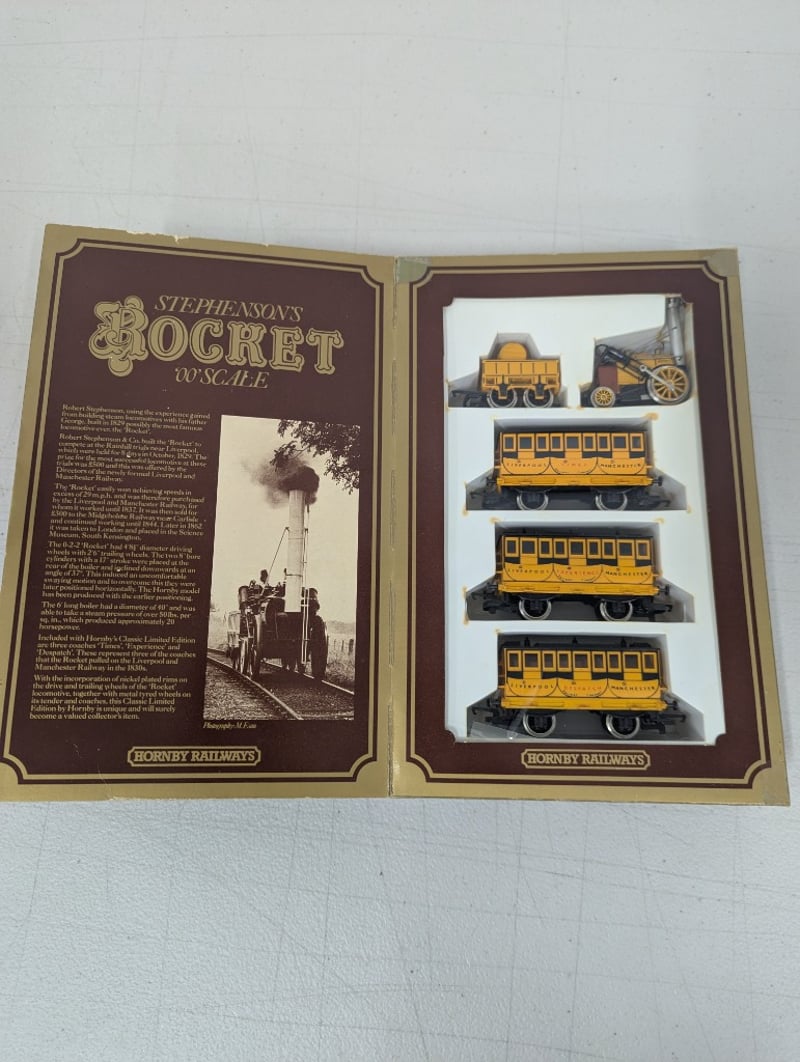 STEPHENSON'S
ROCKET
'OO' SCALE
Robert Stephenson, using the experience gained
from building steam locomotives with his father
George, built in 1829 possibly the most famous
locomotive ever, the 'Rocket'.
Robert Stephenson & Co. built the 'Rocket' to
compete at the Rainhill trials near Liverpool,
which were held for 8 days in October, 1829. The
prize for the most successful locomotive at these
trials was £500 and this was offered by the
Directors of the newly formed Liverpool and
Manchester Railway.
The 'Rocket' easily won achieving speeds in
excess of 29 m.p.h. and was therefore purchased
by the Liverpool and Manchester Railway, for
whom it worked until 1837. It was then sold for
£300 to the Midgeholme Railway near Carlisle
and continued working until 1844. Later in 1862
it was taken to London and placed in the Science
Museum, South Kensington.
The 0-2-2 'Rocket' had 4'8½" diameter driving
wheels with 2'6" trailing wheels. The two 8" bore
cylinders with a 17" stroke were placed at the
rear of the boiler and inclined downwards at an
angle of 37°. This induced an uncomfortable
swaying motion and to overcome this they were
later positioned horizontally. The Hornby model
has been produced with the earlier positioning.
The 6' long boiler had a diameter of 40" and was
able to take a steam pressure of over 50 lbs. per
sq. in., which produced approximately 20
horsepower.
Included with Hornby's Classic Limited Edition
are three coaches 'Times', 'Experience' and
'Despatch'. These represent three of the coaches
that the Rocket pulled on the Liverpool and
Manchester Railway in the 1830s.
With the incorporation of nickel plated rims on
the drive and trailing wheels of the 'Rocket'
locomotive, together with metal tyred wheels on
its tender and coaches, this Classic Limited
Edition by Hornby is unique and will surely
become a valued collector's item.
HORNBY RAILWAYS
LIVERPOOL TIMES MANCHESTER
LIVERPOOL EXPERIENCE MANCHESTER
LIVERPOOL DESPATCH MANCHESTER
HORNBY RAILWAYS